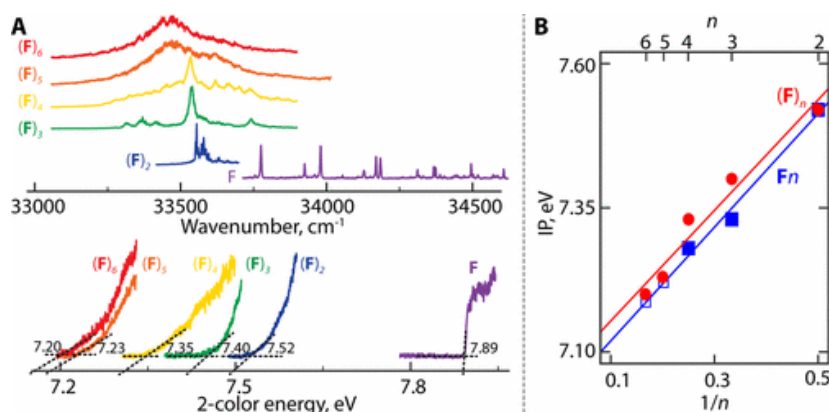 A
(F)6
(F)5
(F)4
(F)3
(F)2
F
33000 33500 34000 34500
Wavenumber, cm-1
(F)6 (F)5 (F)4 (F)3 (F)2 F
7.20 7.23 7.35 7.40 7.52 7.89
7.2 7.5 7.8
2-color energy, eV
B
n
6 5 4 3 2
7.60
(F)n
Fn
7.35
IP, eV
7.10
0.1 0.3 0.5
1/n